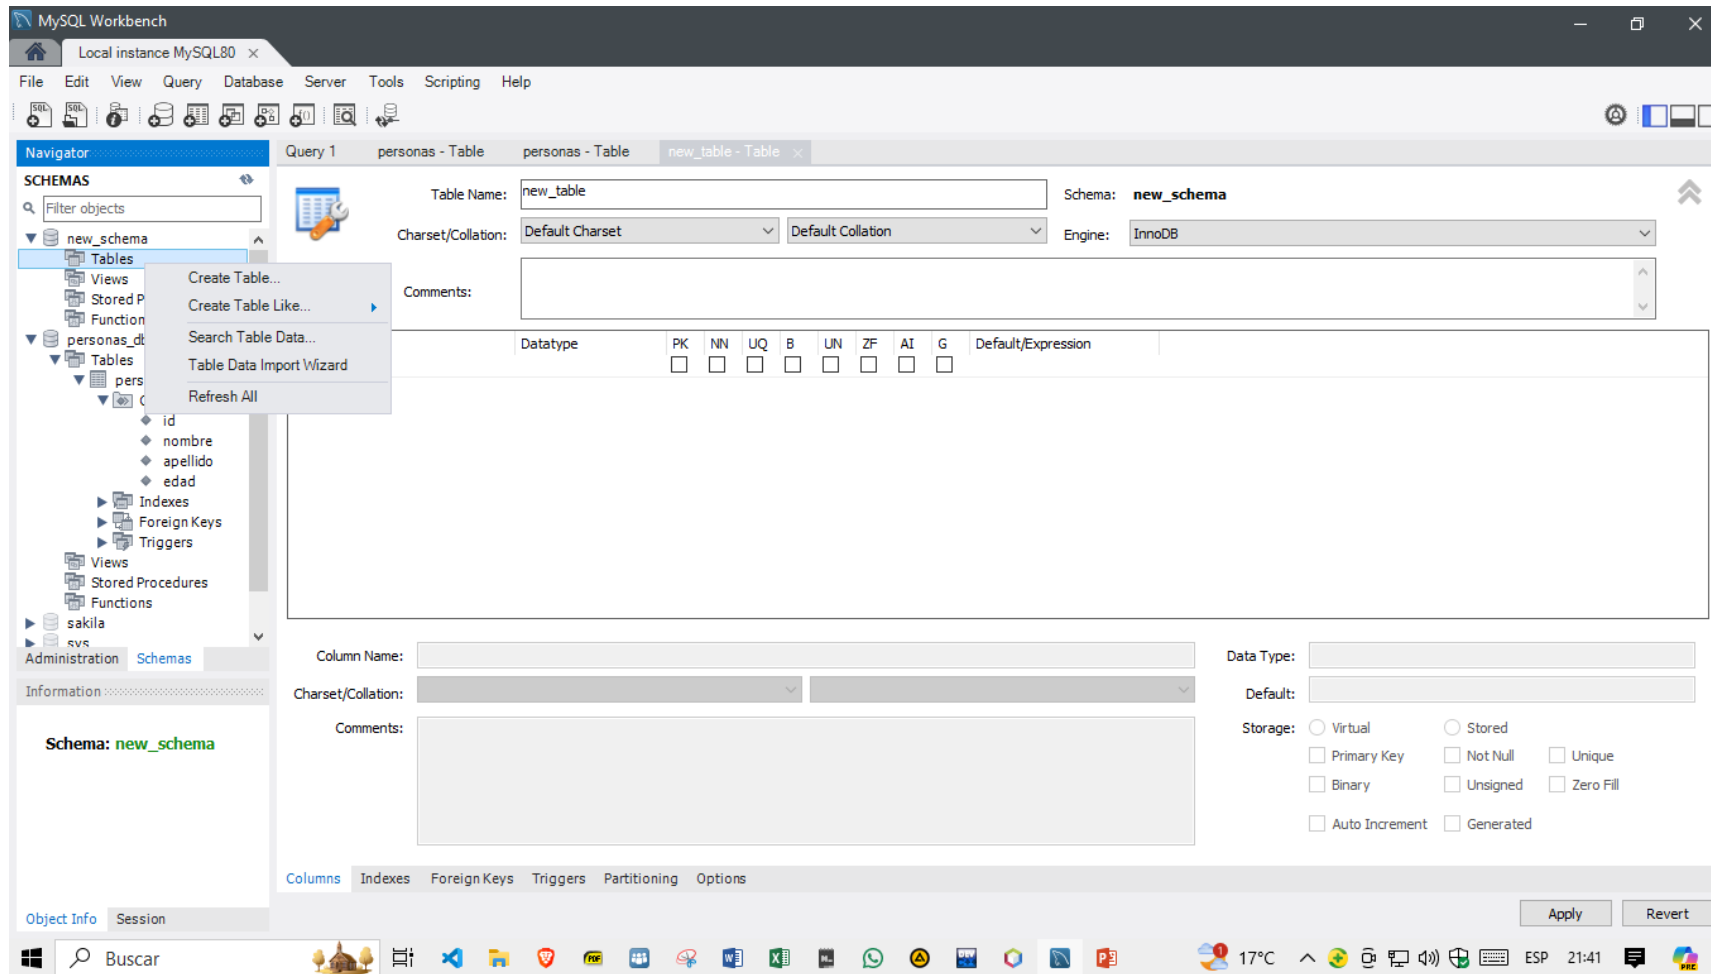 MySQL Workbench
Local instance MySQL80
File Edit View Query Database Server Tools Scripting Help
Navigator
SCHEMAS
Filter objects
new_schema
Tables
Views
Stored P
Function
personas_db
Tables
pers
C
id
nombre
apellido
edad
Indexes
Foreign Keys
Triggers
Views
Stored Procedures
Functions
sakila
sys
Administration Schemas
Information
Schema: new_schema
Object Info Session
Create Table...
Create Table Like...
Search Table Data...
Table Data Import Wizard
Refresh All
Query 1 personas - Table personas - Table new_table - Table
Table Name: new_table Schema: new_schema
Charset/Collation: Default Charset Default Collation Engine: InnoDB
Comments:
Datatype PK NN UQ B UN ZF AI G Default/Expression
Column Name: Data Type:
Charset/Collation: Default:
Comments: Storage: Virtual Stored
Primary Key Not Null Unique
Binary Unsigned Zero Fill
Auto Increment Generated
Columns Indexes Foreign Keys Triggers Partitioning Options
Apply Revert
Buscar 17°C ESP 21:41